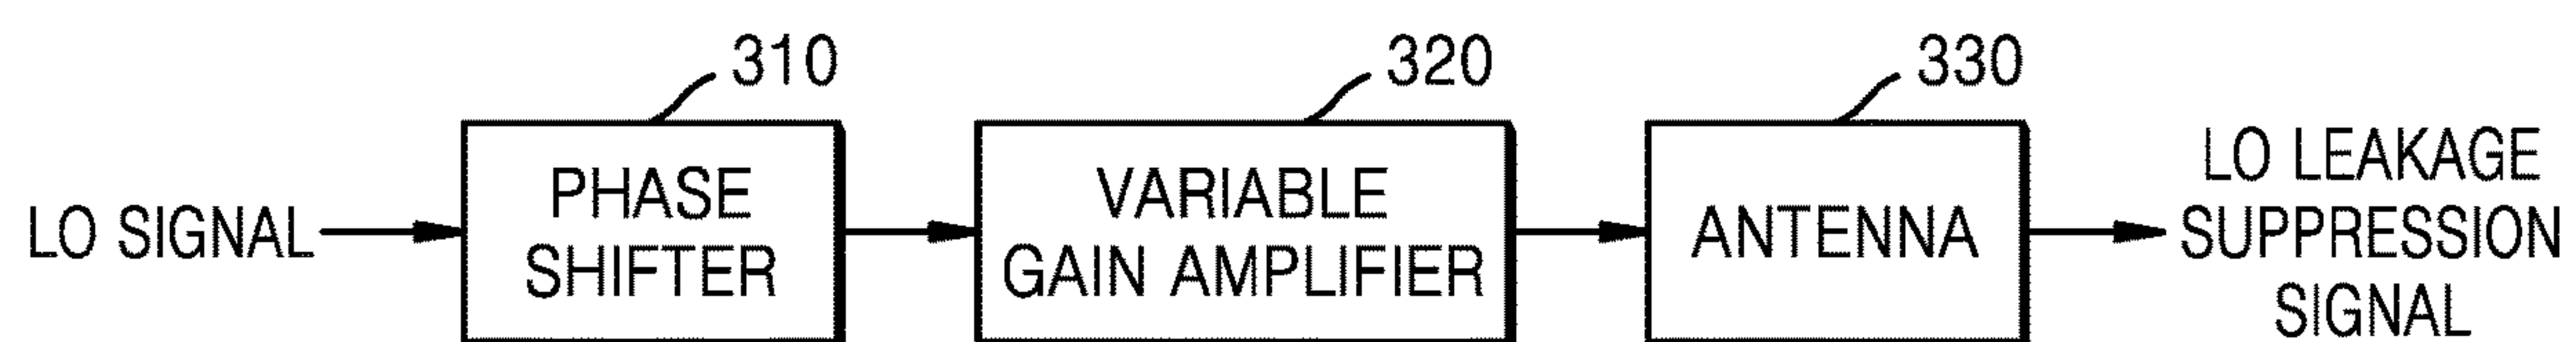 310
320
330
LO SIGNAL
PHASE
SHIFTER
VARIABLE
GAIN AMPLIFIER
ANTENNA
LO LEAKAGE
SUPPRESSION
SIGNAL